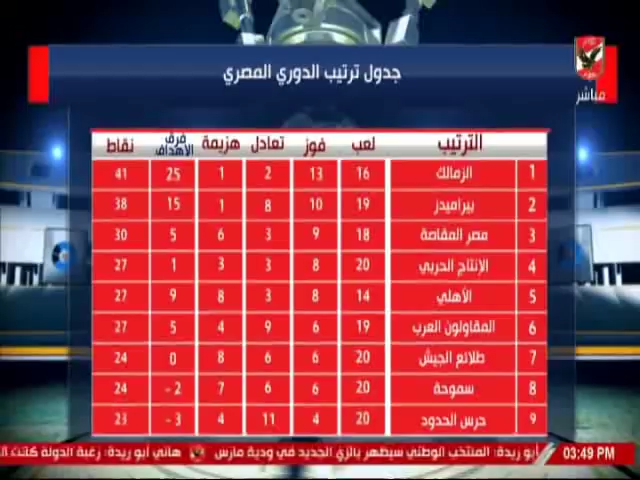 جدول ترتيب الدوري المصري
مباشر
الترتيب لعب فوز تعادل هزيمة فرق الأهداف نقاط
1 الزمالك 16 13 2 1 25 41
2 بيراميدز 19 10 8 1 15 38
3 مصر المقاصة 18 9 3 6 5 30
4 الإنتاج الحربي 20 8 3 3 1 27
5 الأهلي 14 8 3 8 9 27
6 المقاولون العرب 19 6 9 4 5 27
7 طلائع الجيش 20 6 6 8 0 24
8 سموحة 20 6 6 7 2 - 24
9 حرس الحدود 20 4 11 4 3 - 23
03:49 PM أبو ريدة: المنتخب الوطني سيظهر بالزي الجديد في ودية مارس هاني أبو ريدة: رغبة الدولة كانت